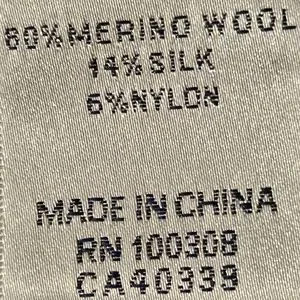 80%MERINO WOOL
14%SILK
6%NYLON
MADE IN CHINA
RN 100308
CA40339